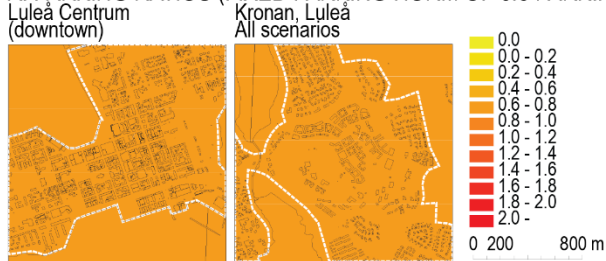 Luleå Centrum
(downtown)
Kronan, Luleå
All scenarios
0.0
0.0 - 0.2
0.2 - 0.4
0.4 - 0.6
0.6 - 0.8
0.8 - 1.0
1.0 - 1.2
1.2 - 1.4
1.4 - 1.6
1.6 - 1.8
1.8 - 2.0
2.0 -
0 200 800 m